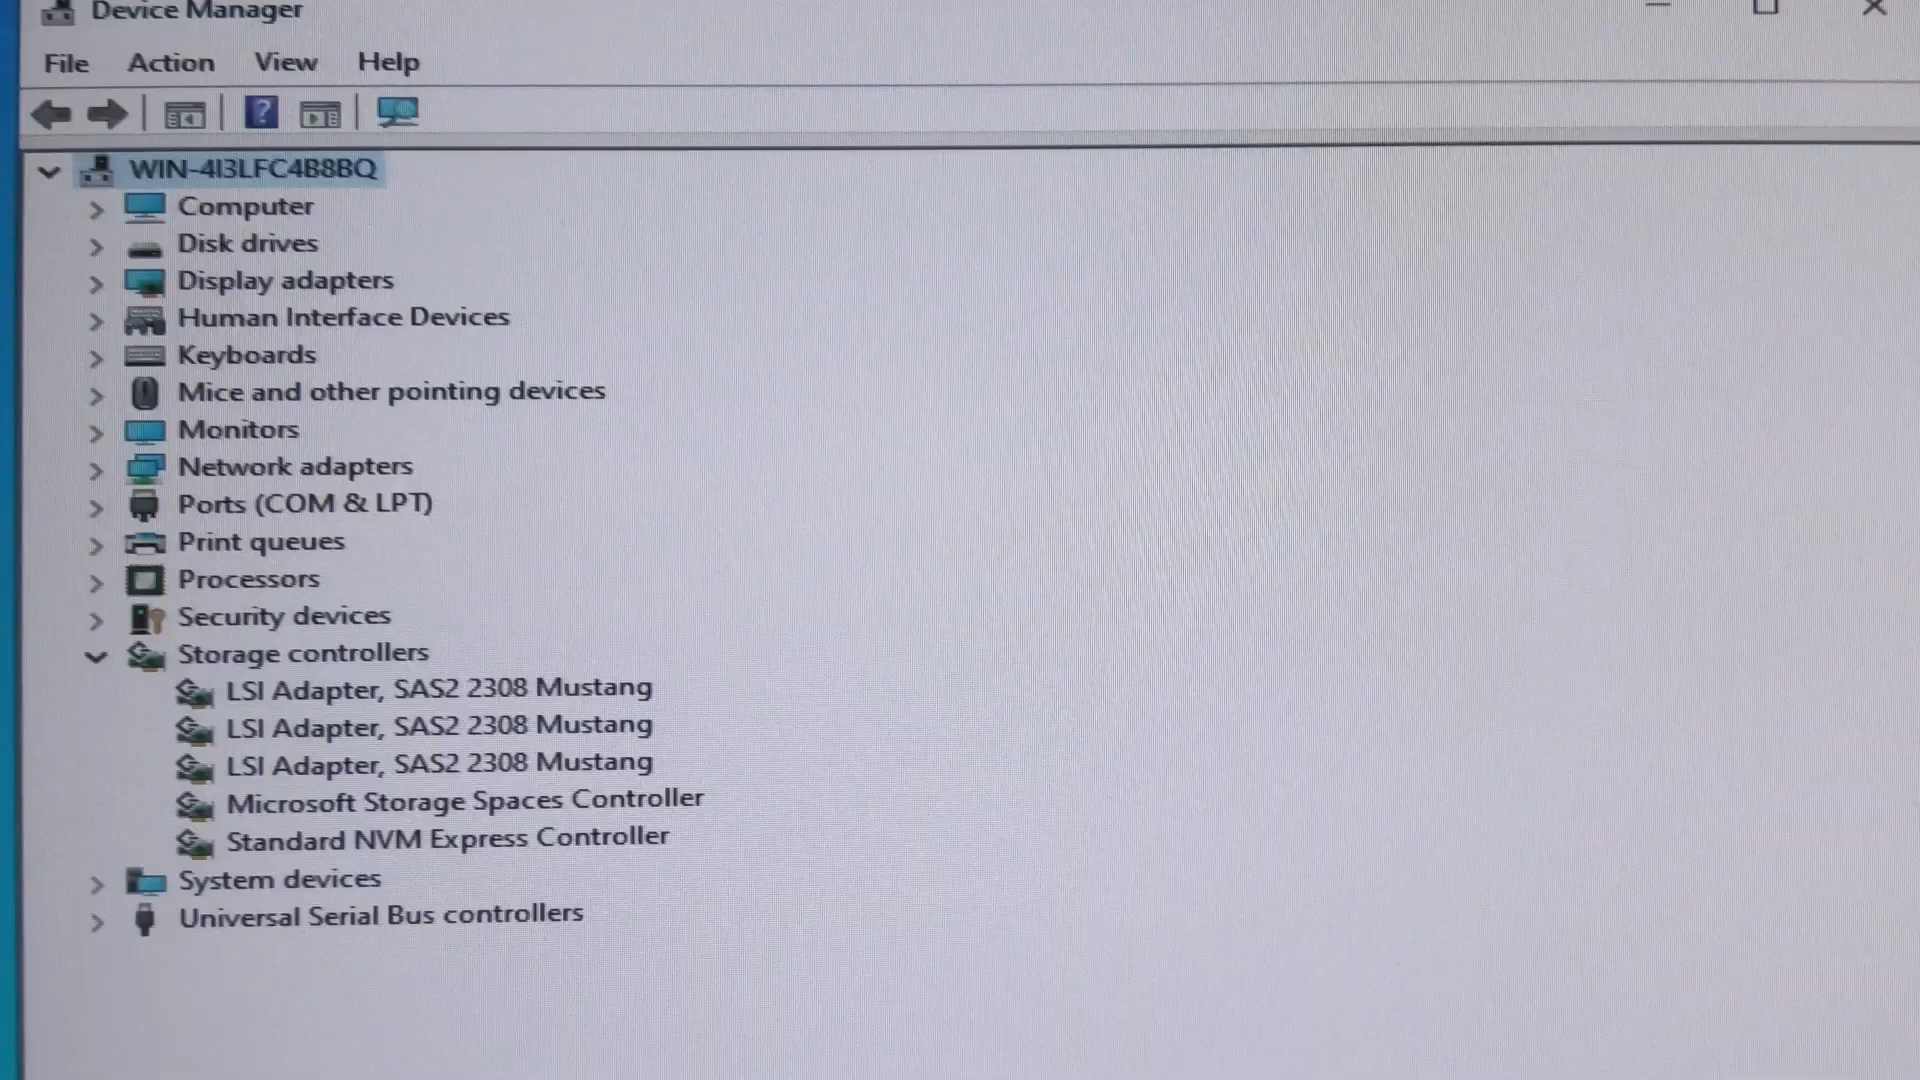 Device Manager
File Action View Help
WIN-4I3LFC4B8BQ
Computer
Disk drives
Display adapters
Human Interface Devices
Keyboards
Mice and other pointing devices
Monitors
Network adapters
Ports (COM & LPT)
Print queues
Processors
Security devices
Storage controllers
LSI Adapter, SAS2 2308 Mustang
LSI Adapter, SAS2 2308 Mustang
LSI Adapter, SAS2 2308 Mustang
Microsoft Storage Spaces Controller
Standard NVM Express Controller
System devices
Universal Serial Bus controllers